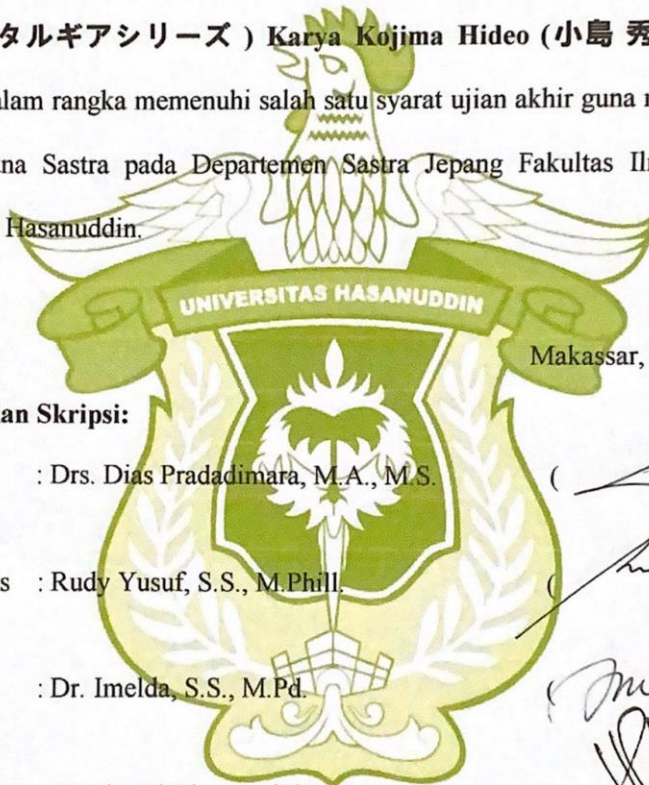 タルギアシリーズ ) Karya Kojima Hideo (小島 秀
alam rangka memenuhi salah satu syarat ujian akhir guna
na Sastra pada Departemen Sastra Jepang Fakultas
Hasanuddin.
UNIVERSITAS HASANUDDIN
Makassar,
an Skripsi:
: Drs. Dias Pradadimara, M.A., M.S. (
s : Rudy Yusuf, S.S., M.Phill. (
: Dr. Imelda, S.S., M.Pd. (